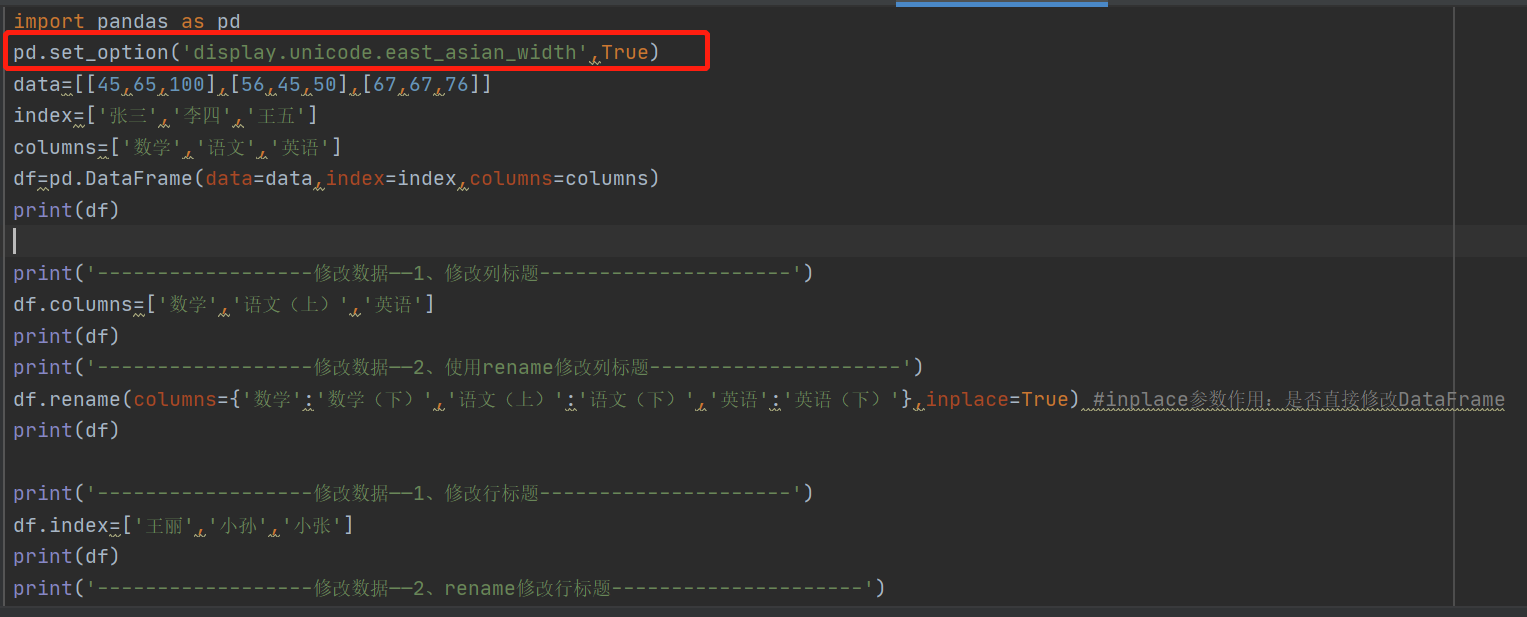 import pandas as pd
pd.set_option('display.unicode.east_asian_width',True)
data=[[45,65,100],[56,45,50],[67,67,76]]
index=['张三','李四','王五']
columns=['数学','语文','英语']
df=pd.DataFrame(data=data,index=index,columns=columns)
print(df)
print('------------------修改数据——1、修改列标题---------------------')
df.columns=['数学','语文（上）','英语']
print(df)
print('------------------修改数据——2、使用rename修改列标题---------------------')
df.rename(columns={'数学':'数学（下）','语文（上）':'语文（下）','英语':'英语（下）'},inplace=True) #inplace参数作用：是否直接修改DataFrame
print(df)
print('------------------修改数据——1、修改行标题---------------------')
df.index=['王丽','小孙','小张']
print(df)
print('------------------修改数据——2、rename修改行标题---------------------')